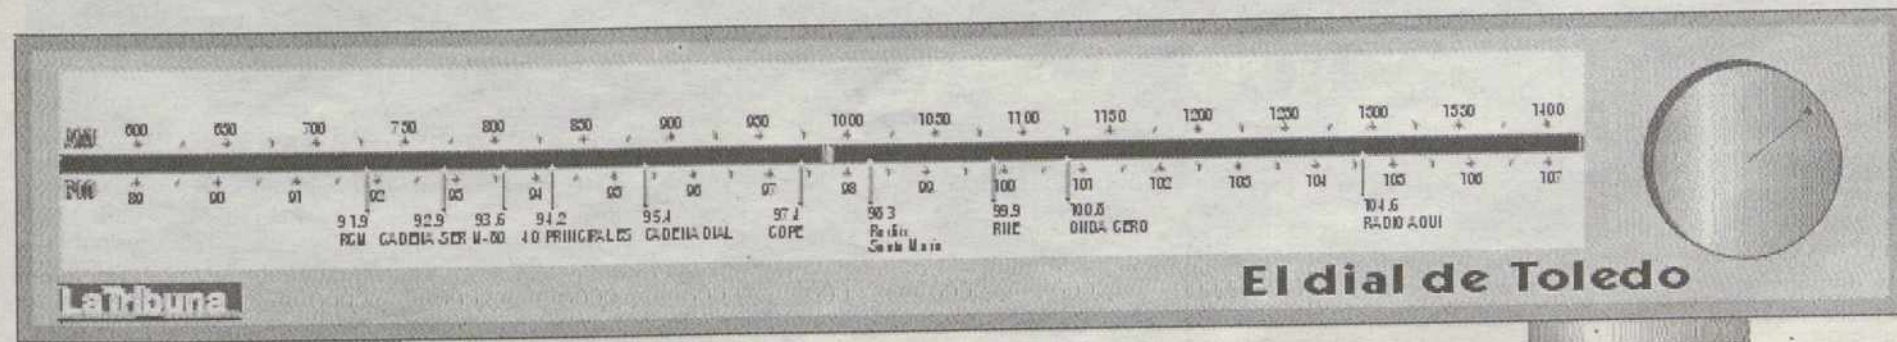 600 650 700 750 800 850 900 950 1000 1050 1100 1150 1200 1250 1300 1350 1400
89 90 91 92 93 94 95 96 97 98 99 100 101 102 103 104 105 106 107
91.9 92.9 93.6 94.2 95.4 97.4 98.3 99.9 100.8 104.6
RCM CADENA SER M-80 40 PRINCIPALES CADENA DIAL COPE Radio RNE ONDA CERO RADIO AQUI
Santa Maria
El dial de Toledo
La Tribuna